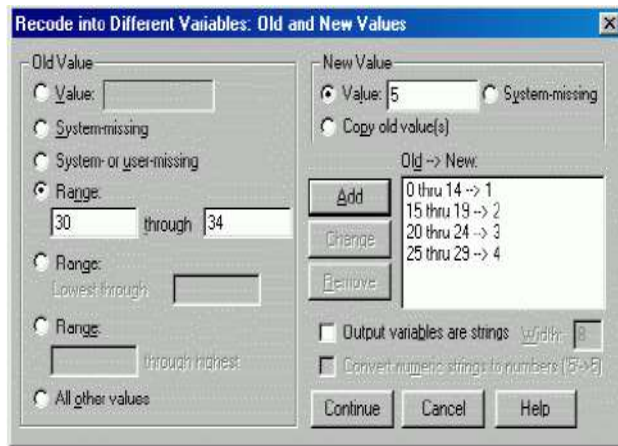 Recode into Different Variables: Old and New Values
Old Value
Value:
System-missing
System- or user-missing
Range:
30 through 34
Range:
Lowest through
Range:
through highest
All other values
New Value
Value: 5 System-missing
Copy old value(s)
Old --> New:
Add
Change
Remove
0 thru 14 --> 1
15 thru 19 --> 2
20 thru 24 --> 3
25 thru 29 --> 4
Output variables are strings Width: 8
Convert numeric strings to numbers ('5'->5)
Continue Cancel Help